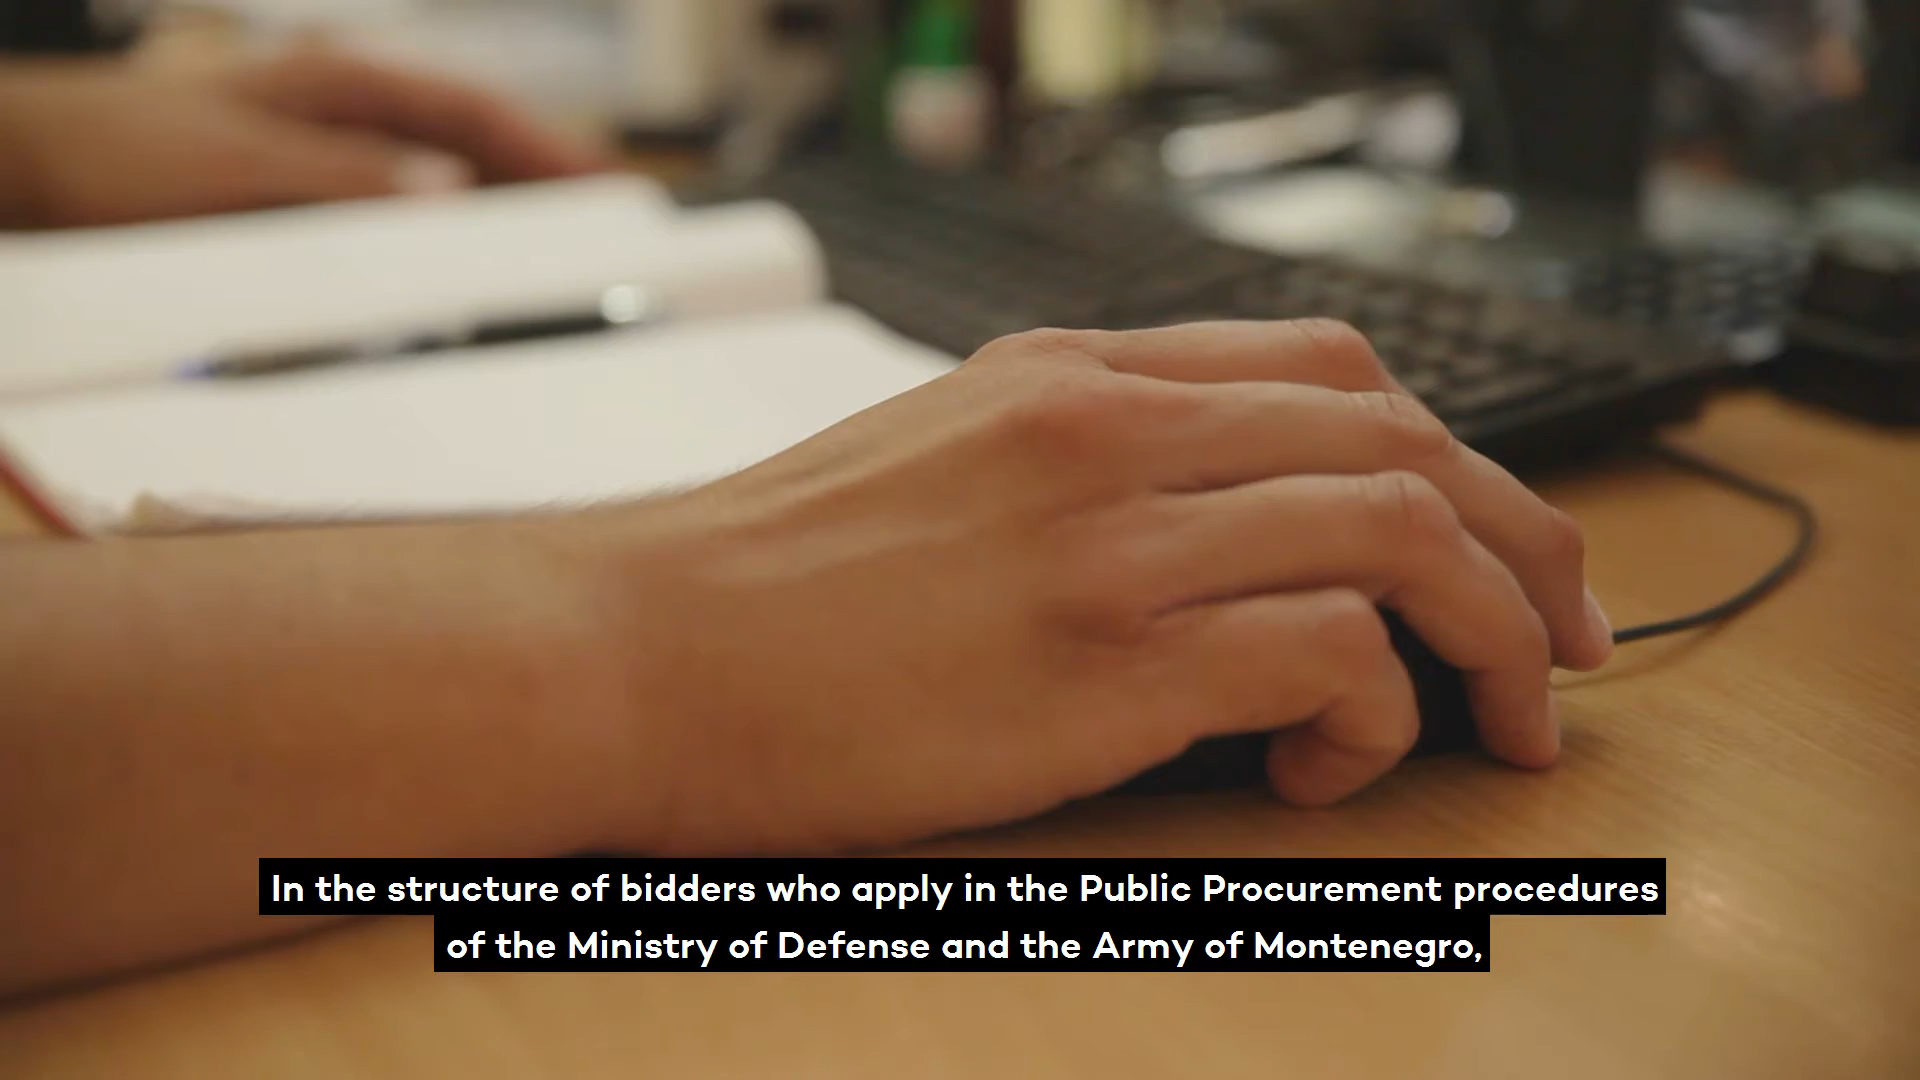 In the structure of bidders who apply in the Public Procurement procedures
of the Ministry of Defense and the Army of Montenegro,